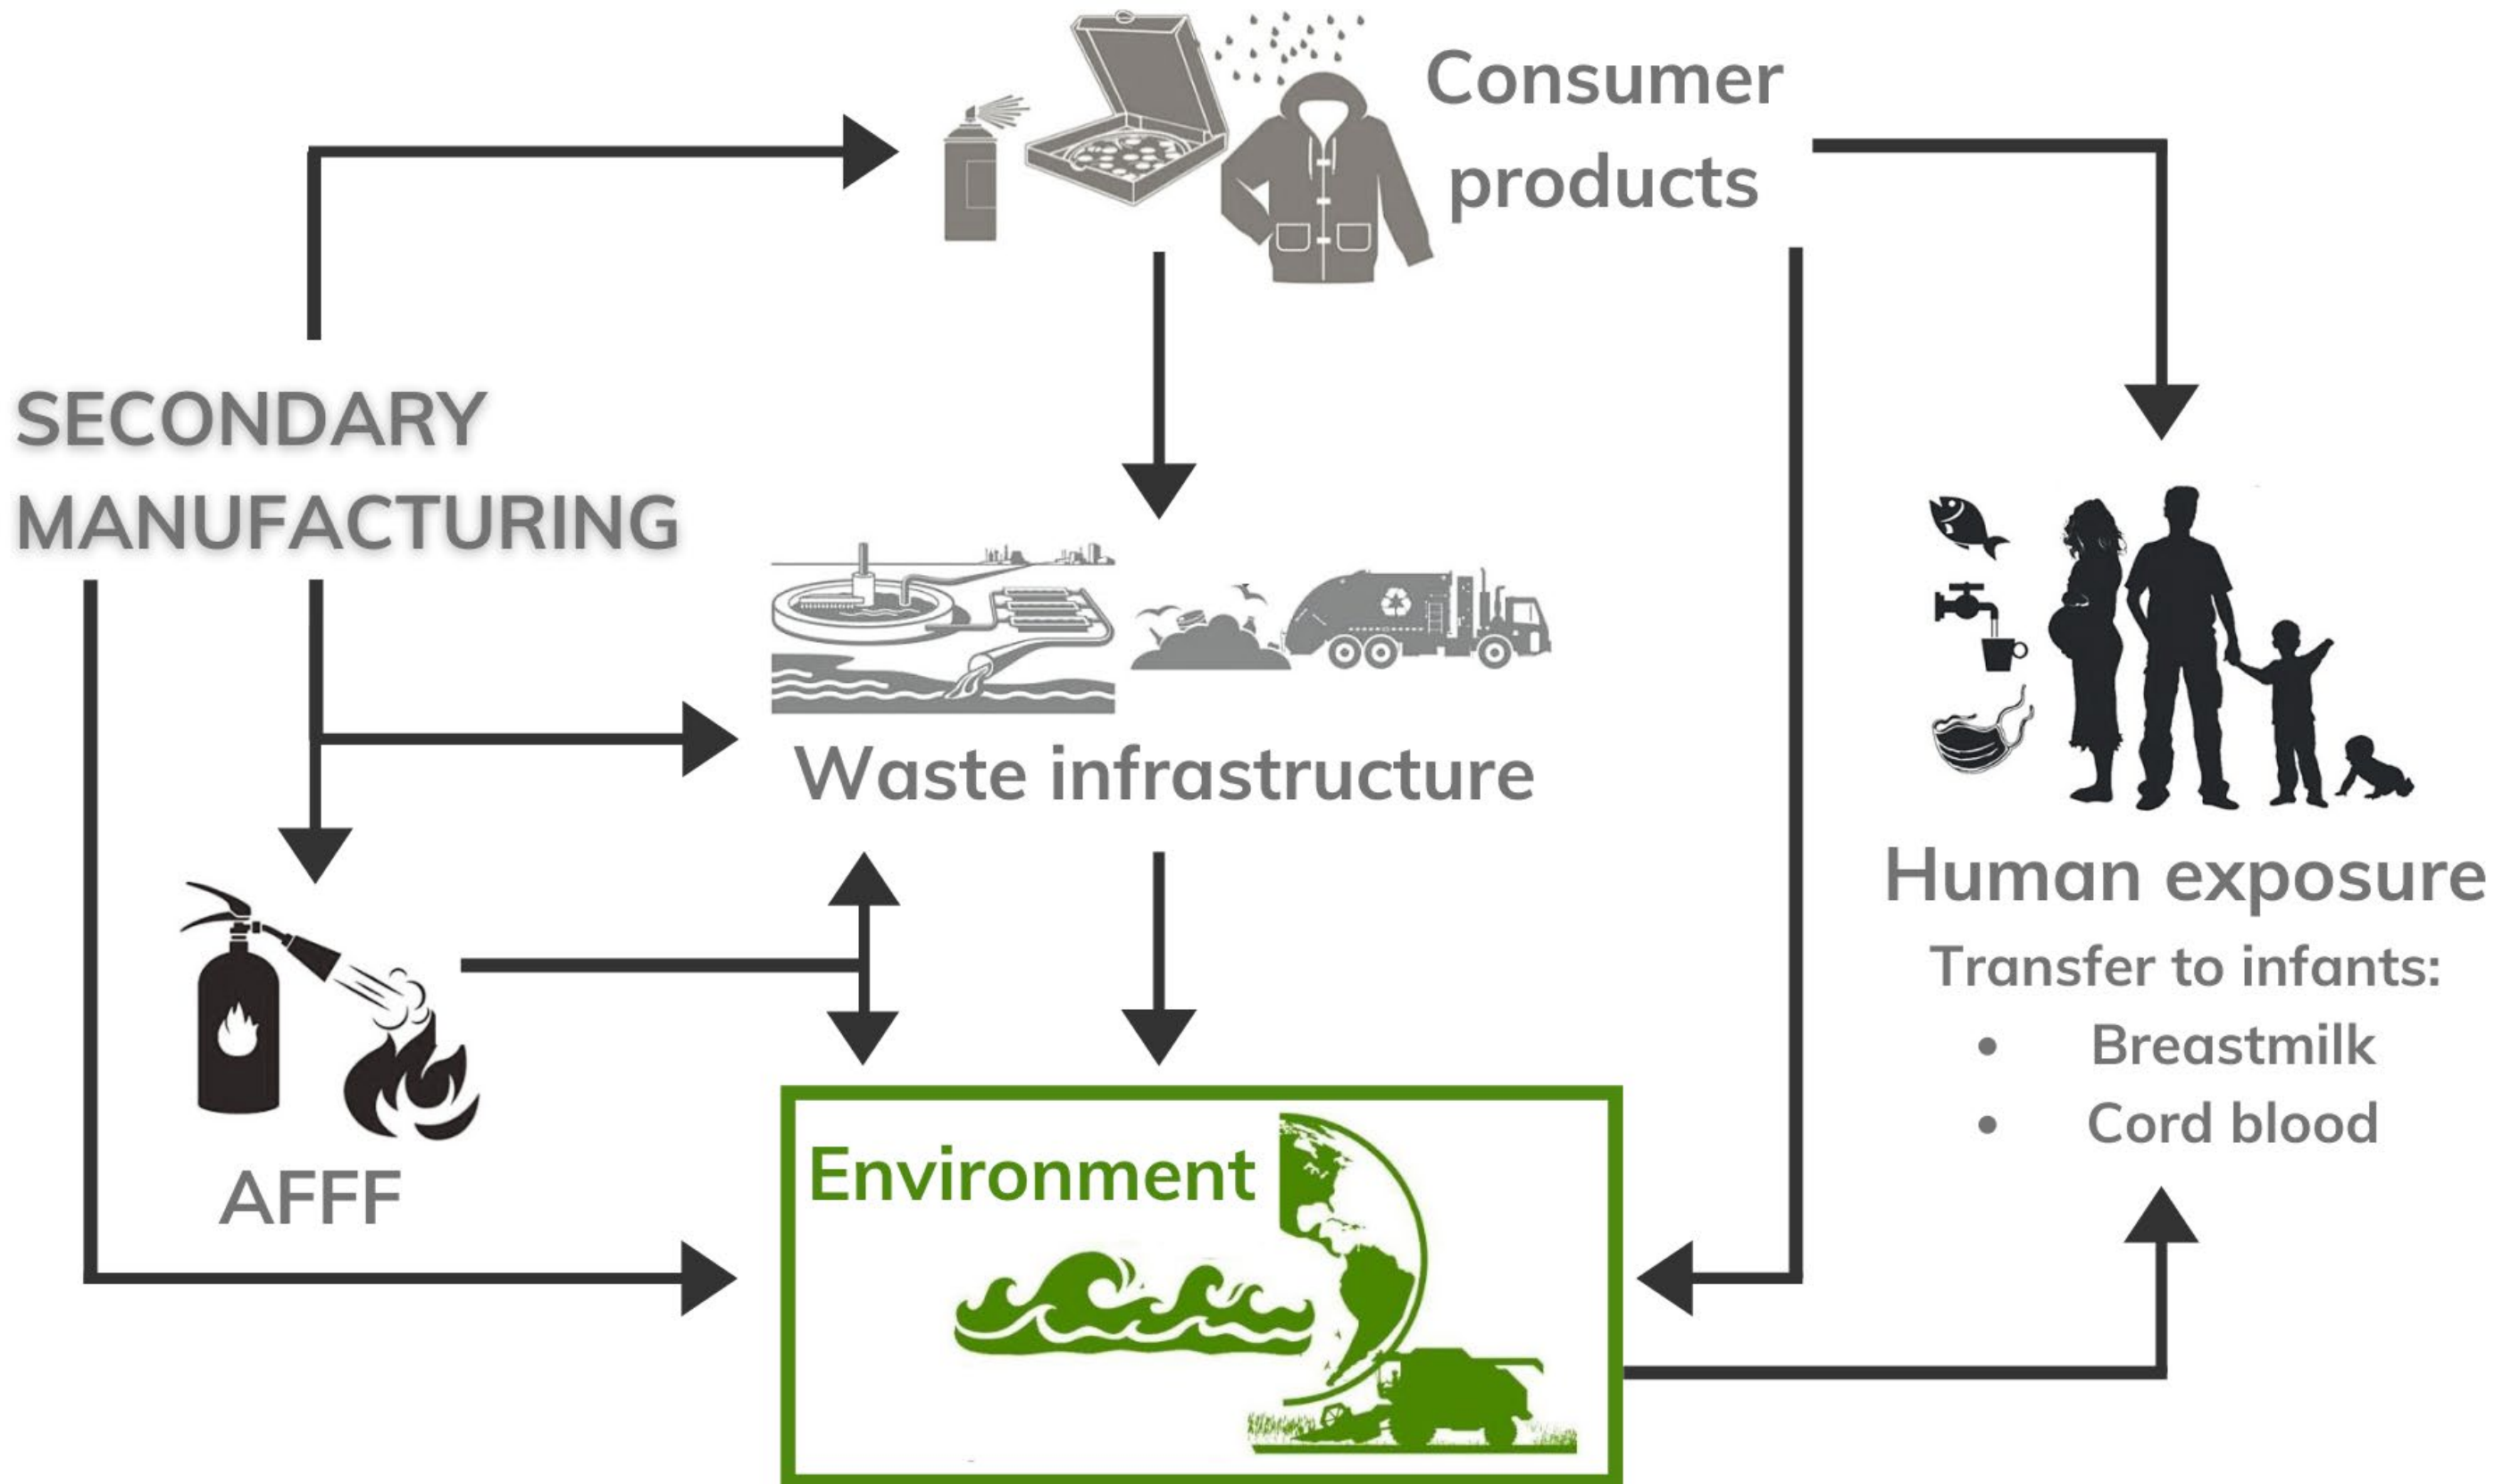 Consumer
products
SECONDARY
MANUFACTURING
Waste infrastructure
Human exposure
Transfer to infants:
• Breastmilk
• Cord blood
AFFF
Environment